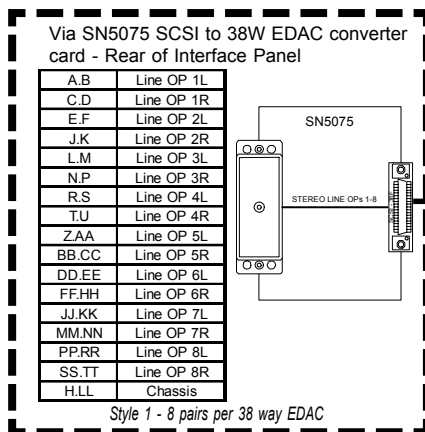 Via SN5075 SCSI to 38W EDAC converter
card - Rear of Interface Panel
A.B Line OP 1L
C.D Line OP 1R
E.F Line OP 2L
J.K Line OP 2R
L.M Line OP 3L
N.P Line OP 3R
R.S Line OP 4L
T.U Line OP 4R
Z.AA Line OP 5L
BB.CC Line OP 5R
DD.EE Line OP 6L
FF.HH Line OP 6R
JJ.KK Line OP 7L
MM.NN Line OP 7R
PP.RR Line OP 8L
SS.TT Line OP 8R
H.LL Chassis
SN5075
STEREO LINE OPs 1-8
Style 1 - 8 pairs per 38 way EDAC